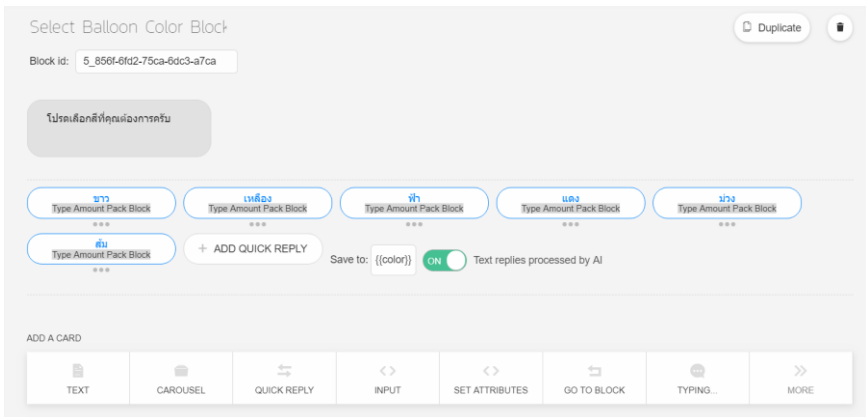 Select Balloon Color Block
Duplicate
Block id: 5_856f-6fd2-75ca-6dc3-a7ca
โปรดเลือกสีที่คุณต้องการครับ
ขาว เหลือง ฟ้า แดง ม่วง
Type Amount Pack Block Type Amount Pack Block Type Amount Pack Block Type Amount Pack Block Type Amount Pack Block
ส้ม
Type Amount Pack Block
+ ADD QUICK REPLY
Save to: {{color}} ON Text replies processed by AI
ADD A CARD
TEXT CAROUSEL QUICK REPLY INPUT SET ATTRIBUTES GO TO BLOCK TYPING... MORE